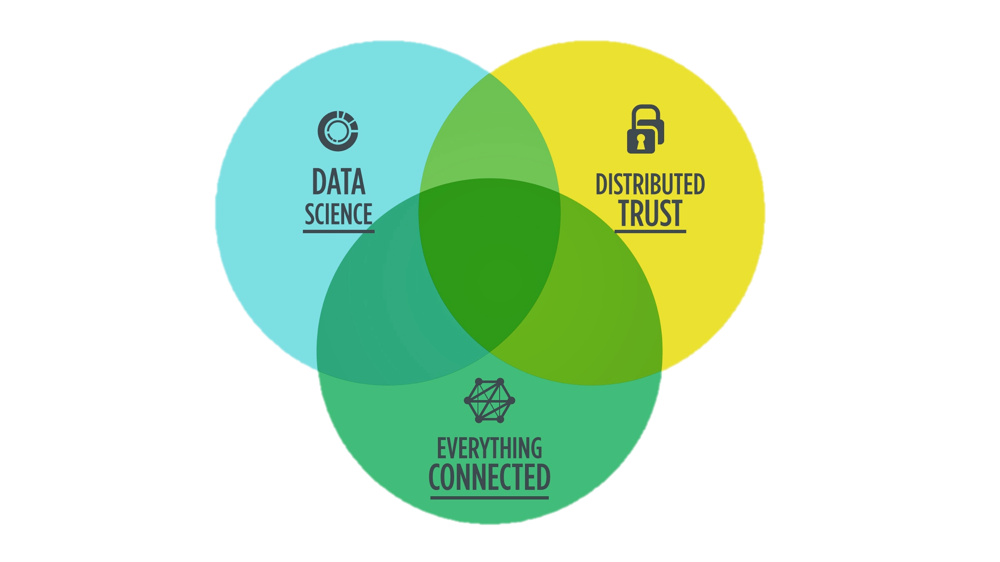 DATA
SCIENCE
DISTRIBUTED
TRUST
EVERYTHING
CONNECTED